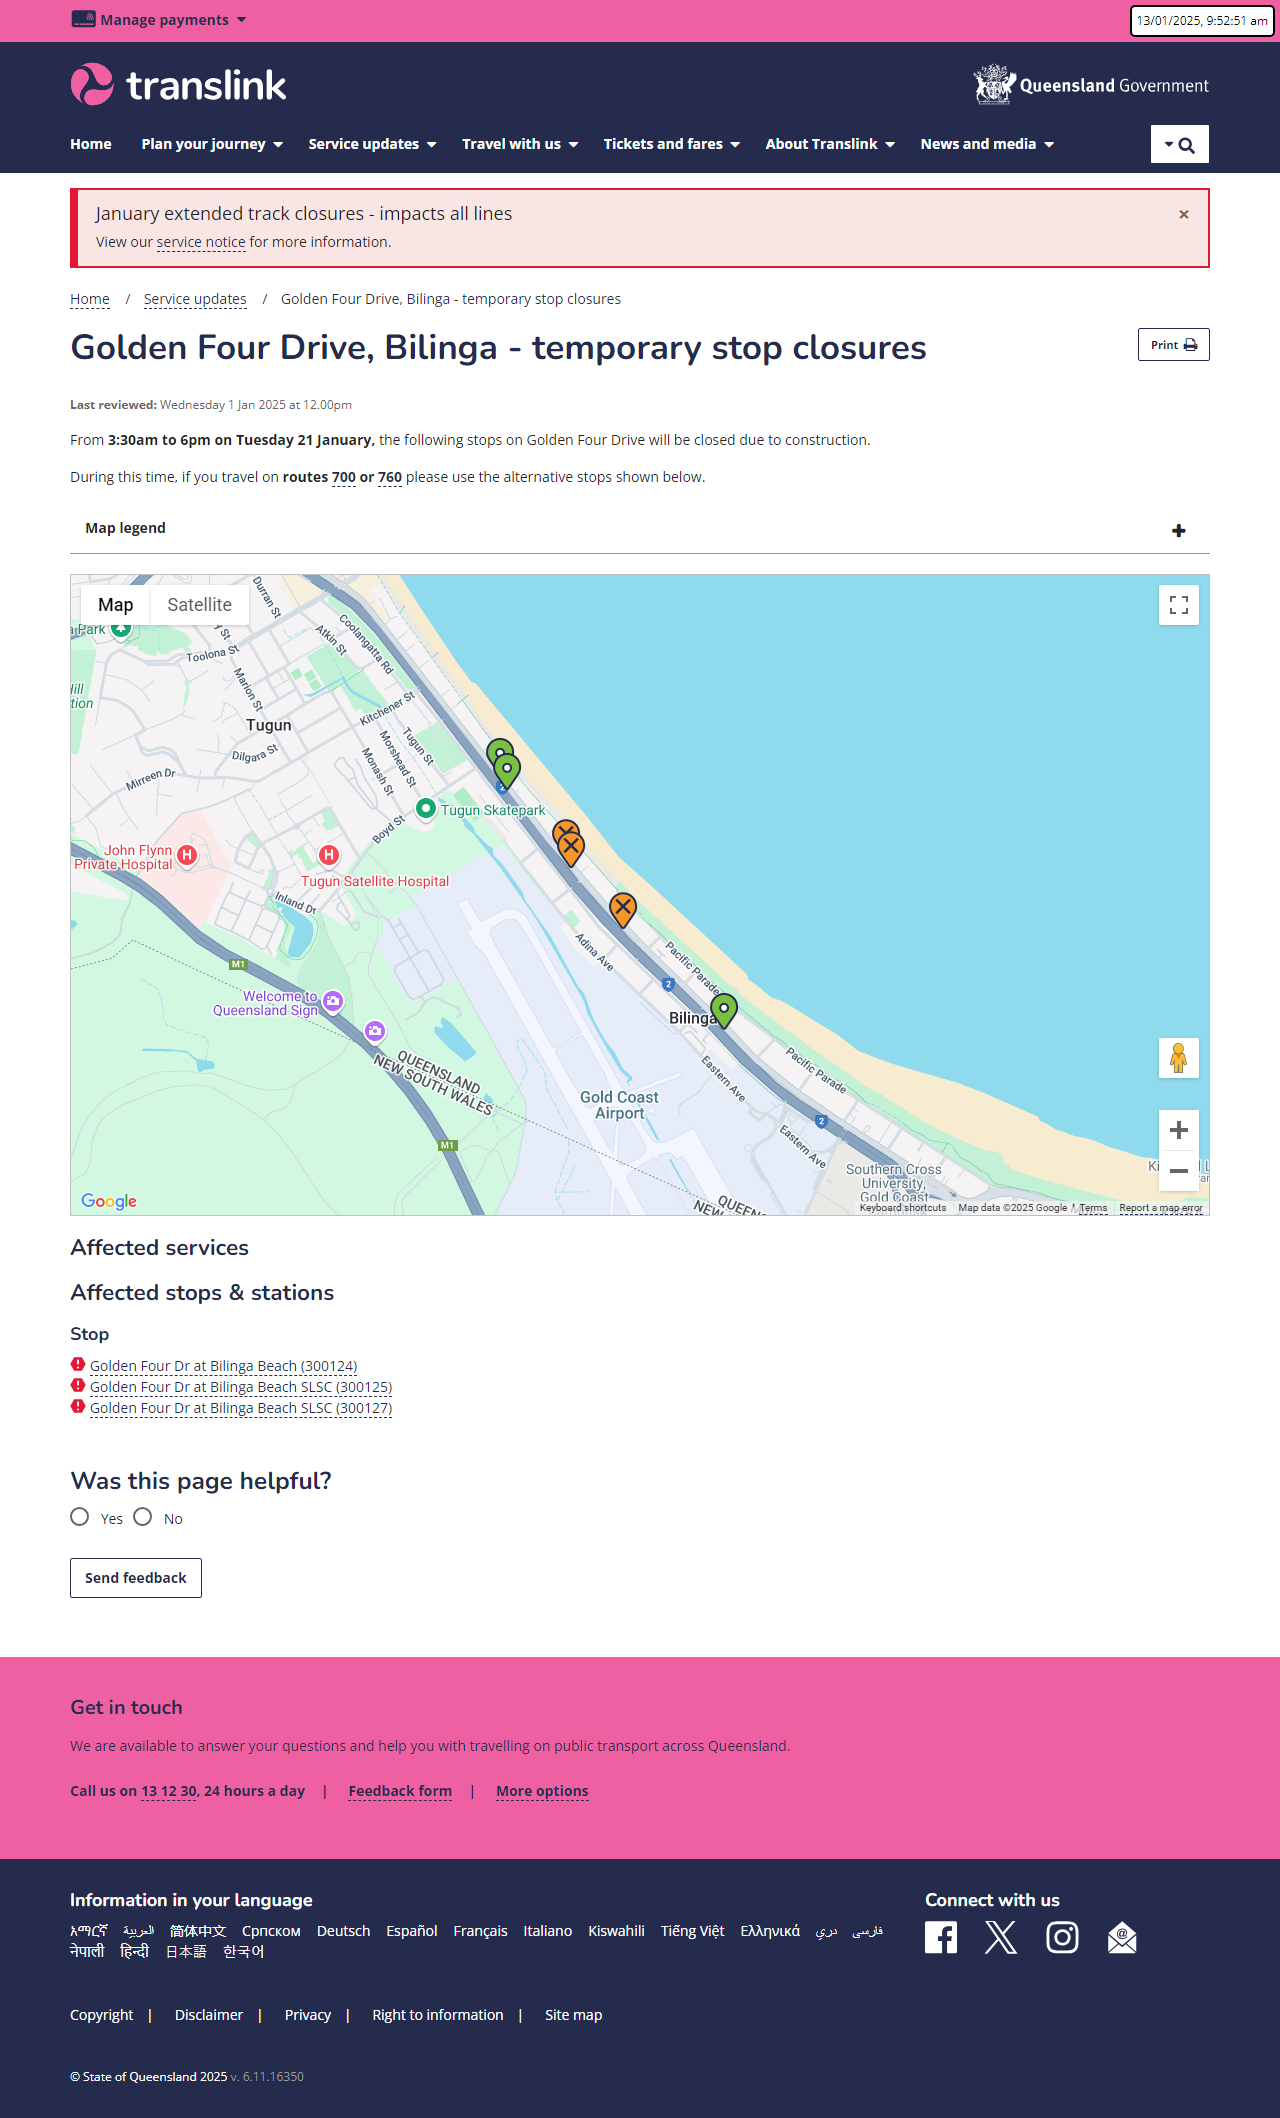 Manage payments
13/01/2025, 9:52:51 am
translink
Queensland Government
Home Plan your journey Service updates Travel with us Tickets and fares About Translink News and media
January extended track closures - impacts all lines
×
View our service notice for more information.
Home / Service updates / Golden Four Drive, Bilinga - temporary stop closures
Golden Four Drive, Bilinga - temporary stop closures
Print
Last reviewed: Wednesday 1 Jan 2025 at 12.00pm
From 3:30am to 6pm on Tuesday 21 January, the following stops on Golden Four Drive will be closed due to construction.
During this time, if you travel on routes 700 or 760 please use the alternative stops shown below.
Map legend
Map Satellite
Durran St
a Park
Coolangatta Rd
Atkin St
Toolona St
Hill
tion
Marion St
Kitchener St
Tugun
Tugun St
Dilgara St
Morshead St
Monash St
Mirreen Dr
2
Tugun Skatepark
Boyd St
John Flynn
Private Hospital
H
H
Tugun Satellite Hospital
Inland Dr
Adina Ave
Pacific Parade
M1
2
Welcome to
Queensland Sign
Bilinga
QUEENSLAND
NEW SOUTH WALES
Pacific Parade
Eastern Ave
Gold Coast
Airport
2
Eastern Ave
M1
Southern Cross
University,
Gold Coast
QUEEN
NEW SO
Google
Keyboard shortcuts Map data ©2025 Google Terms Report a map error
Affected services
Affected stops & stations
Stop
Golden Four Dr at Bilinga Beach (300124)
Golden Four Dr at Bilinga Beach SLSC (300125)
Golden Four Dr at Bilinga Beach SLSC (300127)
Was this page helpful?
Yes No
Send feedback
Get in touch
We are available to answer your questions and help you with travelling on public transport across Queensland.
Call us on 13 12 30, 24 hours a day | Feedback form | More options
Information in your language
Connect with us
አማርኛ العربية 简体中文 Српском Deutsch Español Français Italiano Kiswahili Tiếng Việt Ελληνικά دري فارسی
नेपाली हिन्दी 日本語 한국어
Copyright | Disclaimer | Privacy | Right to information | Site map
© State of Queensland 2025 v. 6.11.16350